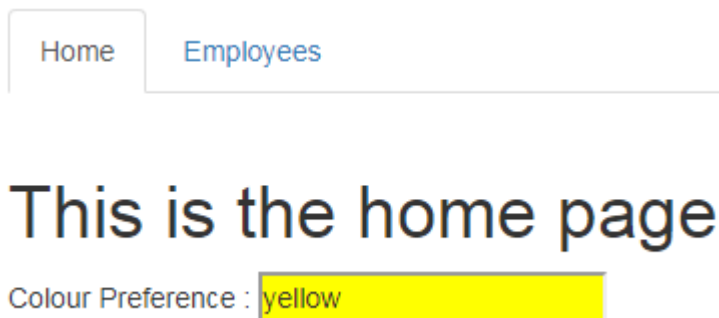 Home Employees
This is the home page
Colour Preference : yellow